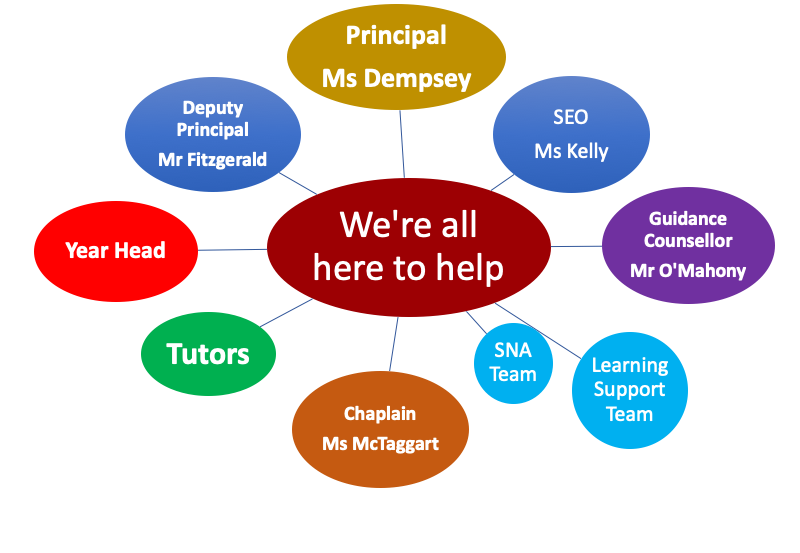 Principal
Ms Dempsey
Deputy
Principal
Mr Fitzgerald
SEO
Ms Kelly
We're all
here to help
Year Head
Guidance
Counsellor
Mr O'Mahony
Tutors
SNA
Team
Learning
Support
Team
Chaplain
Ms McTaggart